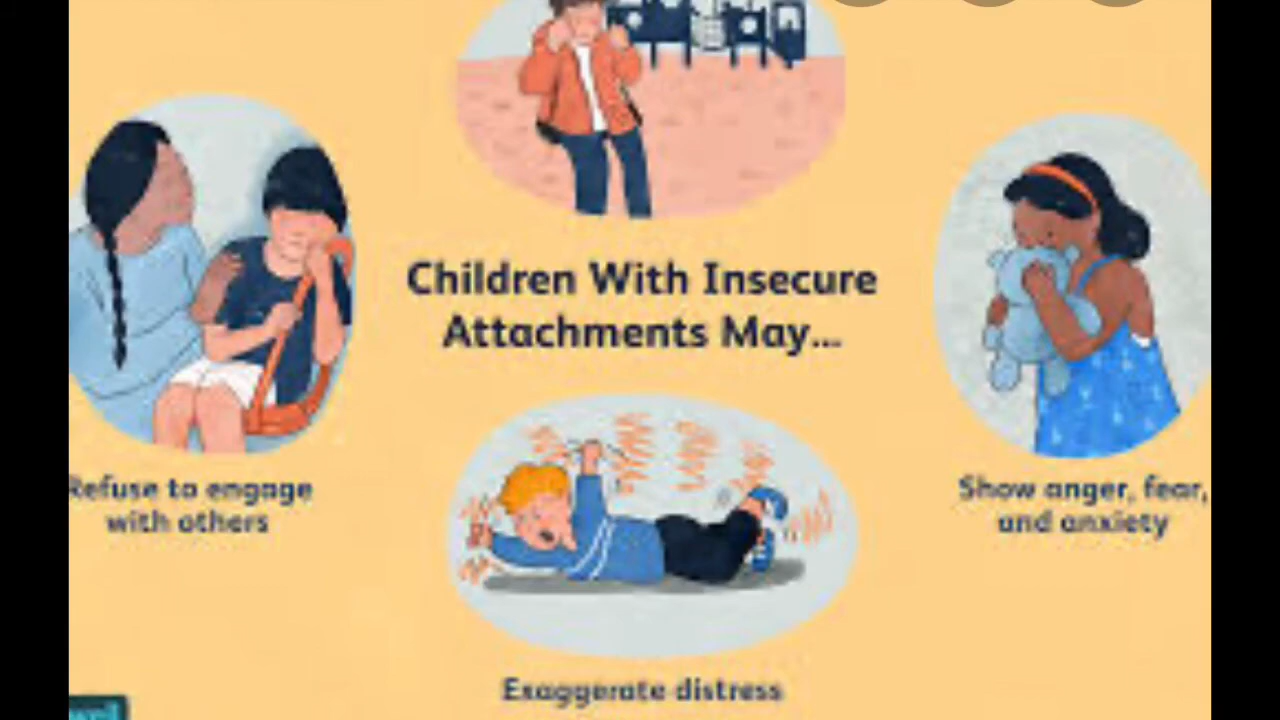 Children With Insecure
Attachments May...
Refuse to engage
with others
Show anger, fear,
and anxiety
Exaggerate distress